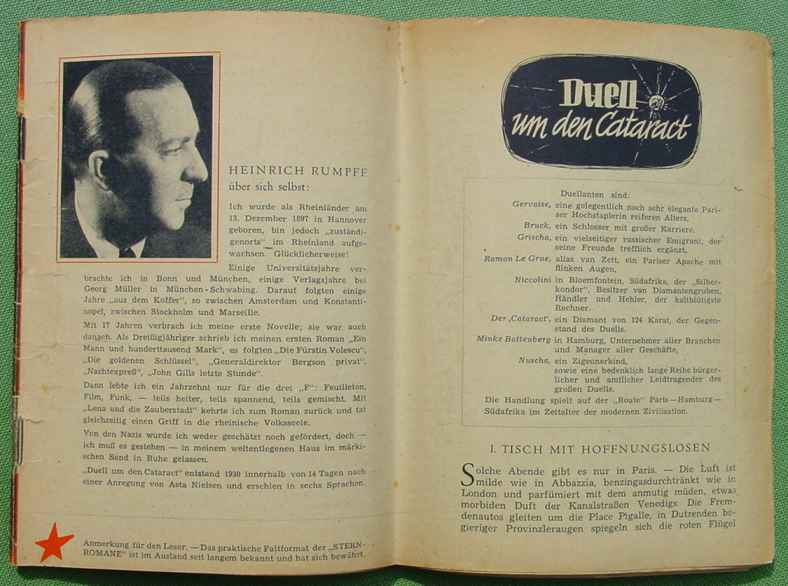 HEINRICH RUMPFF
über sich selbst:
Ich wurde als Rheinländer am
13. Dezember 1897 in Hannover
geboren, bin jedoch „zuständi-
genorts" im Rheinland aufge-
wachsen. Glücklicherweise!
Einige Universitätsjahre ver-
brachte ich in Bonn und München, einige Verlagsjahre bei
Georg Müller in München-Schwabing. Darauf folgten einige
Jahre „aus dem Koffer", so zwischen Amsterdam und Konstanti-
nopel, zwischen Stockholm und Marseille.
Mit 17 Jahren verbrach ich meine erste Novelle; sie war auch
danach. Als Dreißigjähriger schrieb ich meinen ersten Roman „Ein
Mann und hunderttausend Mark", es folgten „Die Fürstin Volescu",
„Die goldenen Schlüssel", „Generaldirektor Bergson privat",
„Nachtexpreß", „John Gills letzte Stunde".
Dann lebte ich ein Jahrzehnt nur für die drei „F": Feuilleton,
Film, Funk, — teils heiter, teils spannend, teils gemischt. Mit
„Lena und die Zauberstadt" kehrte ich zum Roman zurück und tat
gleichzeitig einen Griff in die rheinische Volksseele.
Von den Nazis wurde ich weder geschätzt noch gefördert, doch —
ich muß es gestehen — in meinem weltentlegenen Haus im märki-
schen Sand in Ruhe gelassen.
„Duell um den Cataract" entstand 1930 innerhalb von 14 Tagen nach
einer Anregung von Asta Nielsen und erschien in sechs Sprachen.
Anmerkung für den Leser. — Das praktische Faltformat der „STERN-
ROMANE" ist im Ausland seit langem bekannt und hat sich bewährt.
Duell
um den Cataract
Duellanten sind:
Gervaise, eine gelegentlich noch sehr elegante Pari-
ser Hochstaplerin reiferen Alters,
Bruck, ein Schlosser mit großer Karriere,
Grischa, ein vielseitiger russischer Emigrant, der
seine Freunde trefflich ergänzt,
Ramon Le Gros, alias van Zett, ein Pariser Apache mit
flinken Augen,
Niccolini in Bloemfontein, Südafrika, der „Silber-
kondor", Besitzer von Diamantengruben,
Händler und Hehler, der kaltblütigste
Rechner.
Der ‚Cataract', ein Diamant von 124 Karat, der Gegen-
stand des Duells.
Minke Battenberg in Hamburg, Unternehmer aller Branchen
und Manager aller Geschäfte,
Nuscha, ein Zigeunerkind,
sowie eine bedenklich lange Reihe bürger-
licher und amtlicher Leidtragender des
großen Duells.
Die Handlung spielt auf der „Route" Paris—Hamburg—
Südafrika im Zeitalter der modernen Zivilisation.
I. TISCH MIT HOFFNUNGSLOSEN
Solche Abende gibt es nur in Paris. — Die Luft ist
milde wie in Abbazzia, benzingasdurchtränkt wie in
London und parfümiert mit dem anmutig müden, etwas
morbiden Duft der Kanalstraßen Venedigs. Die Frem-
denautos gleiten um die Place Pigalle, in Dutzenden be-
gieriger Provinzleraugen spiegeln sich die roten Flügel